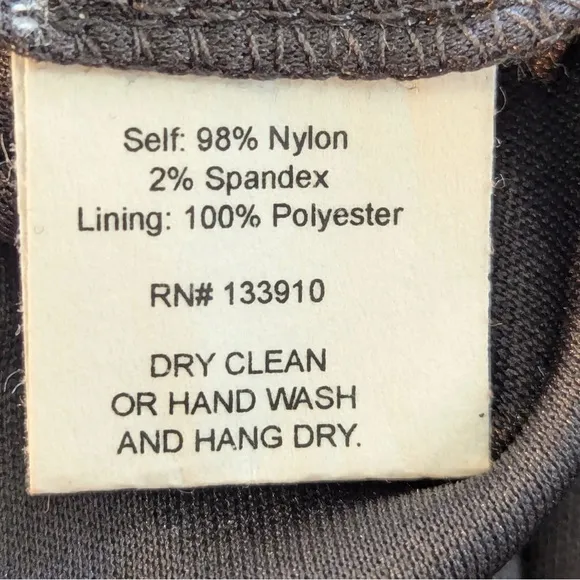 Self: 98% Nylon
2% Spandex
Lining: 100% Polyester
RN# 133910
DRY CLEAN
OR HAND WASH
AND HANG DRY.